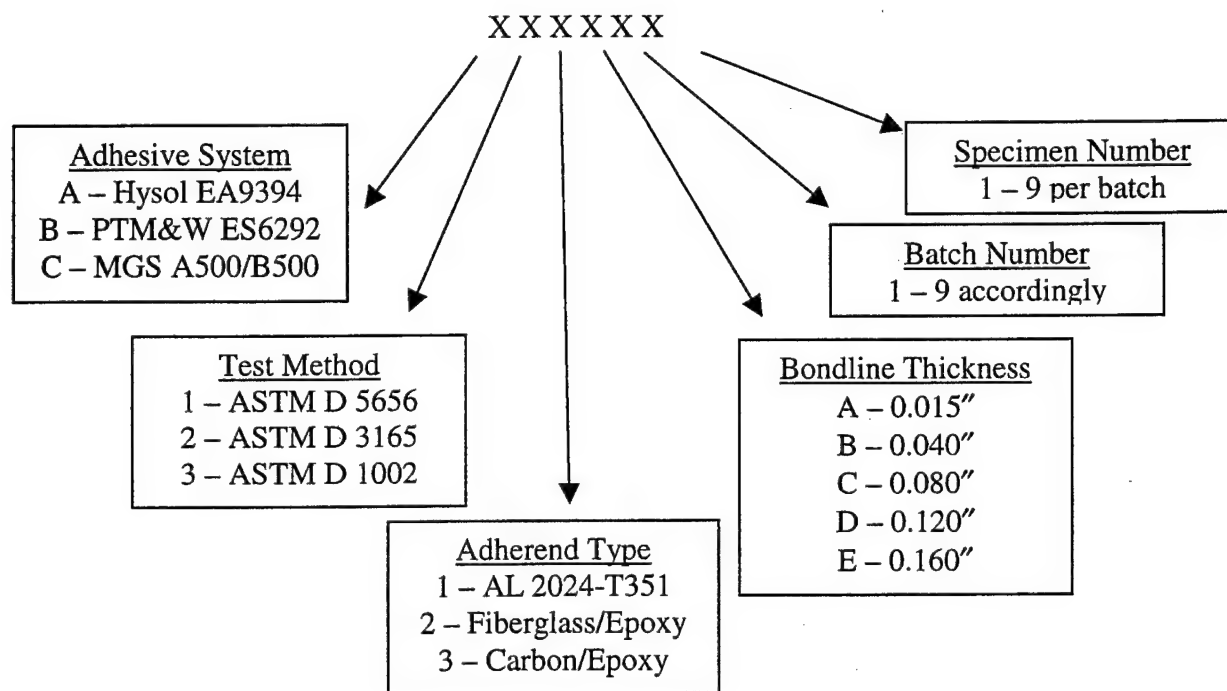 X X X X X X
Adhesive System
A – Hysol EA9394
B – PTM&W ES6292
C – MGS A500/B500
Test Method
1 – ASTM D 5656
2 – ASTM D 3165
3 – ASTM D 1002
Adherend Type
1 – AL 2024-T351
2 – Fiberglass/Epoxy
3 – Carbon/Epoxy
Bondline Thickness
A – 0.015″
B – 0.040″
C – 0.080″
D – 0.120″
E – 0.160″
Batch Number
1 – 9 accordingly
Specimen Number
1 – 9 per batch